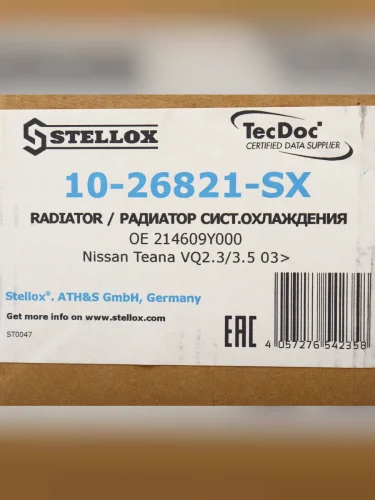 STELLOX
TecDoc®
CERTIFIED DATA SUPPLIER
10-26821-SX
RADIATOR / РАДИАТОР СИСТ.ОХЛАЖДЕНИЯ
OE 214609Y000
Nissan Teana VQ2.3/3.5 03>
Stellox®. ATH&S GmbH, Germany
Get more info on www.stellox.com
ST0047
EAC
4 057276 542358